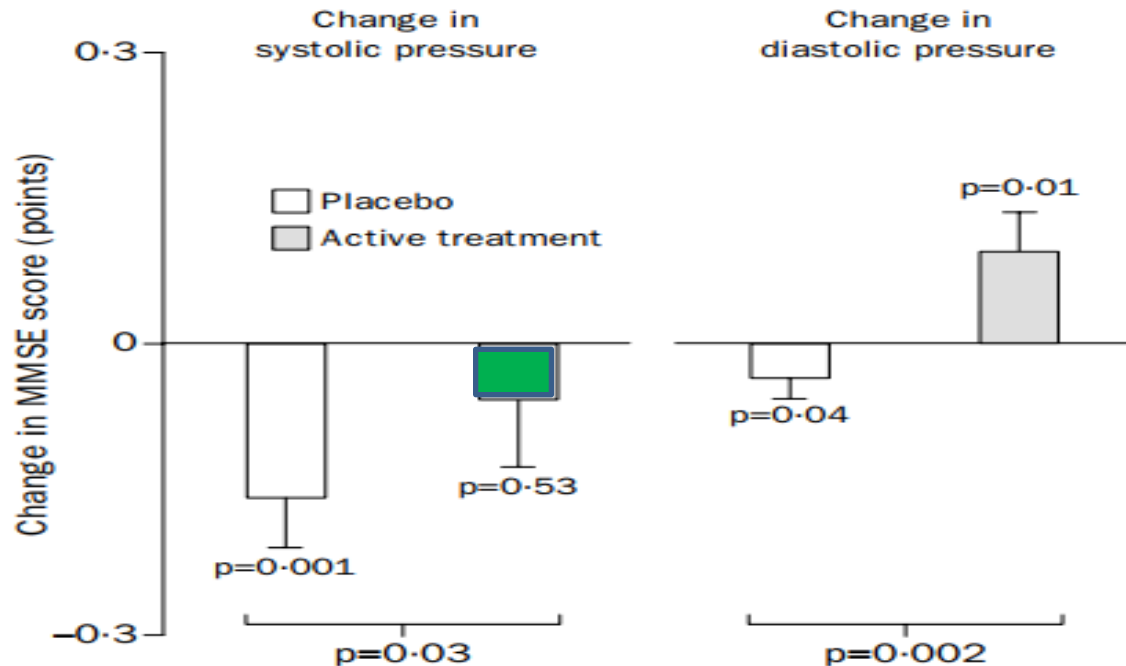 Change in
systolic pressure
Change in
diastolic pressure
0·3
0
–0·3
Change in MMSE score (points)
Placebo
Active treatment
p=0·01
p=0·04
p=0·53
p=0·001
p=0·03
p=0·002